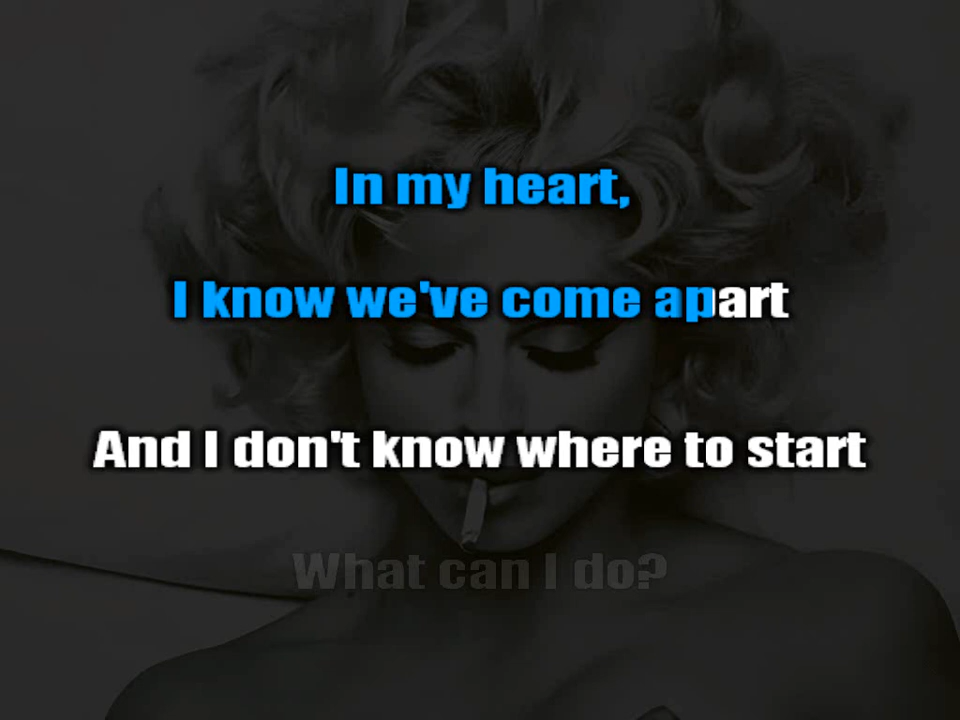 In my heart,
I know we've come apart
And I don't know where to start
What can I do?